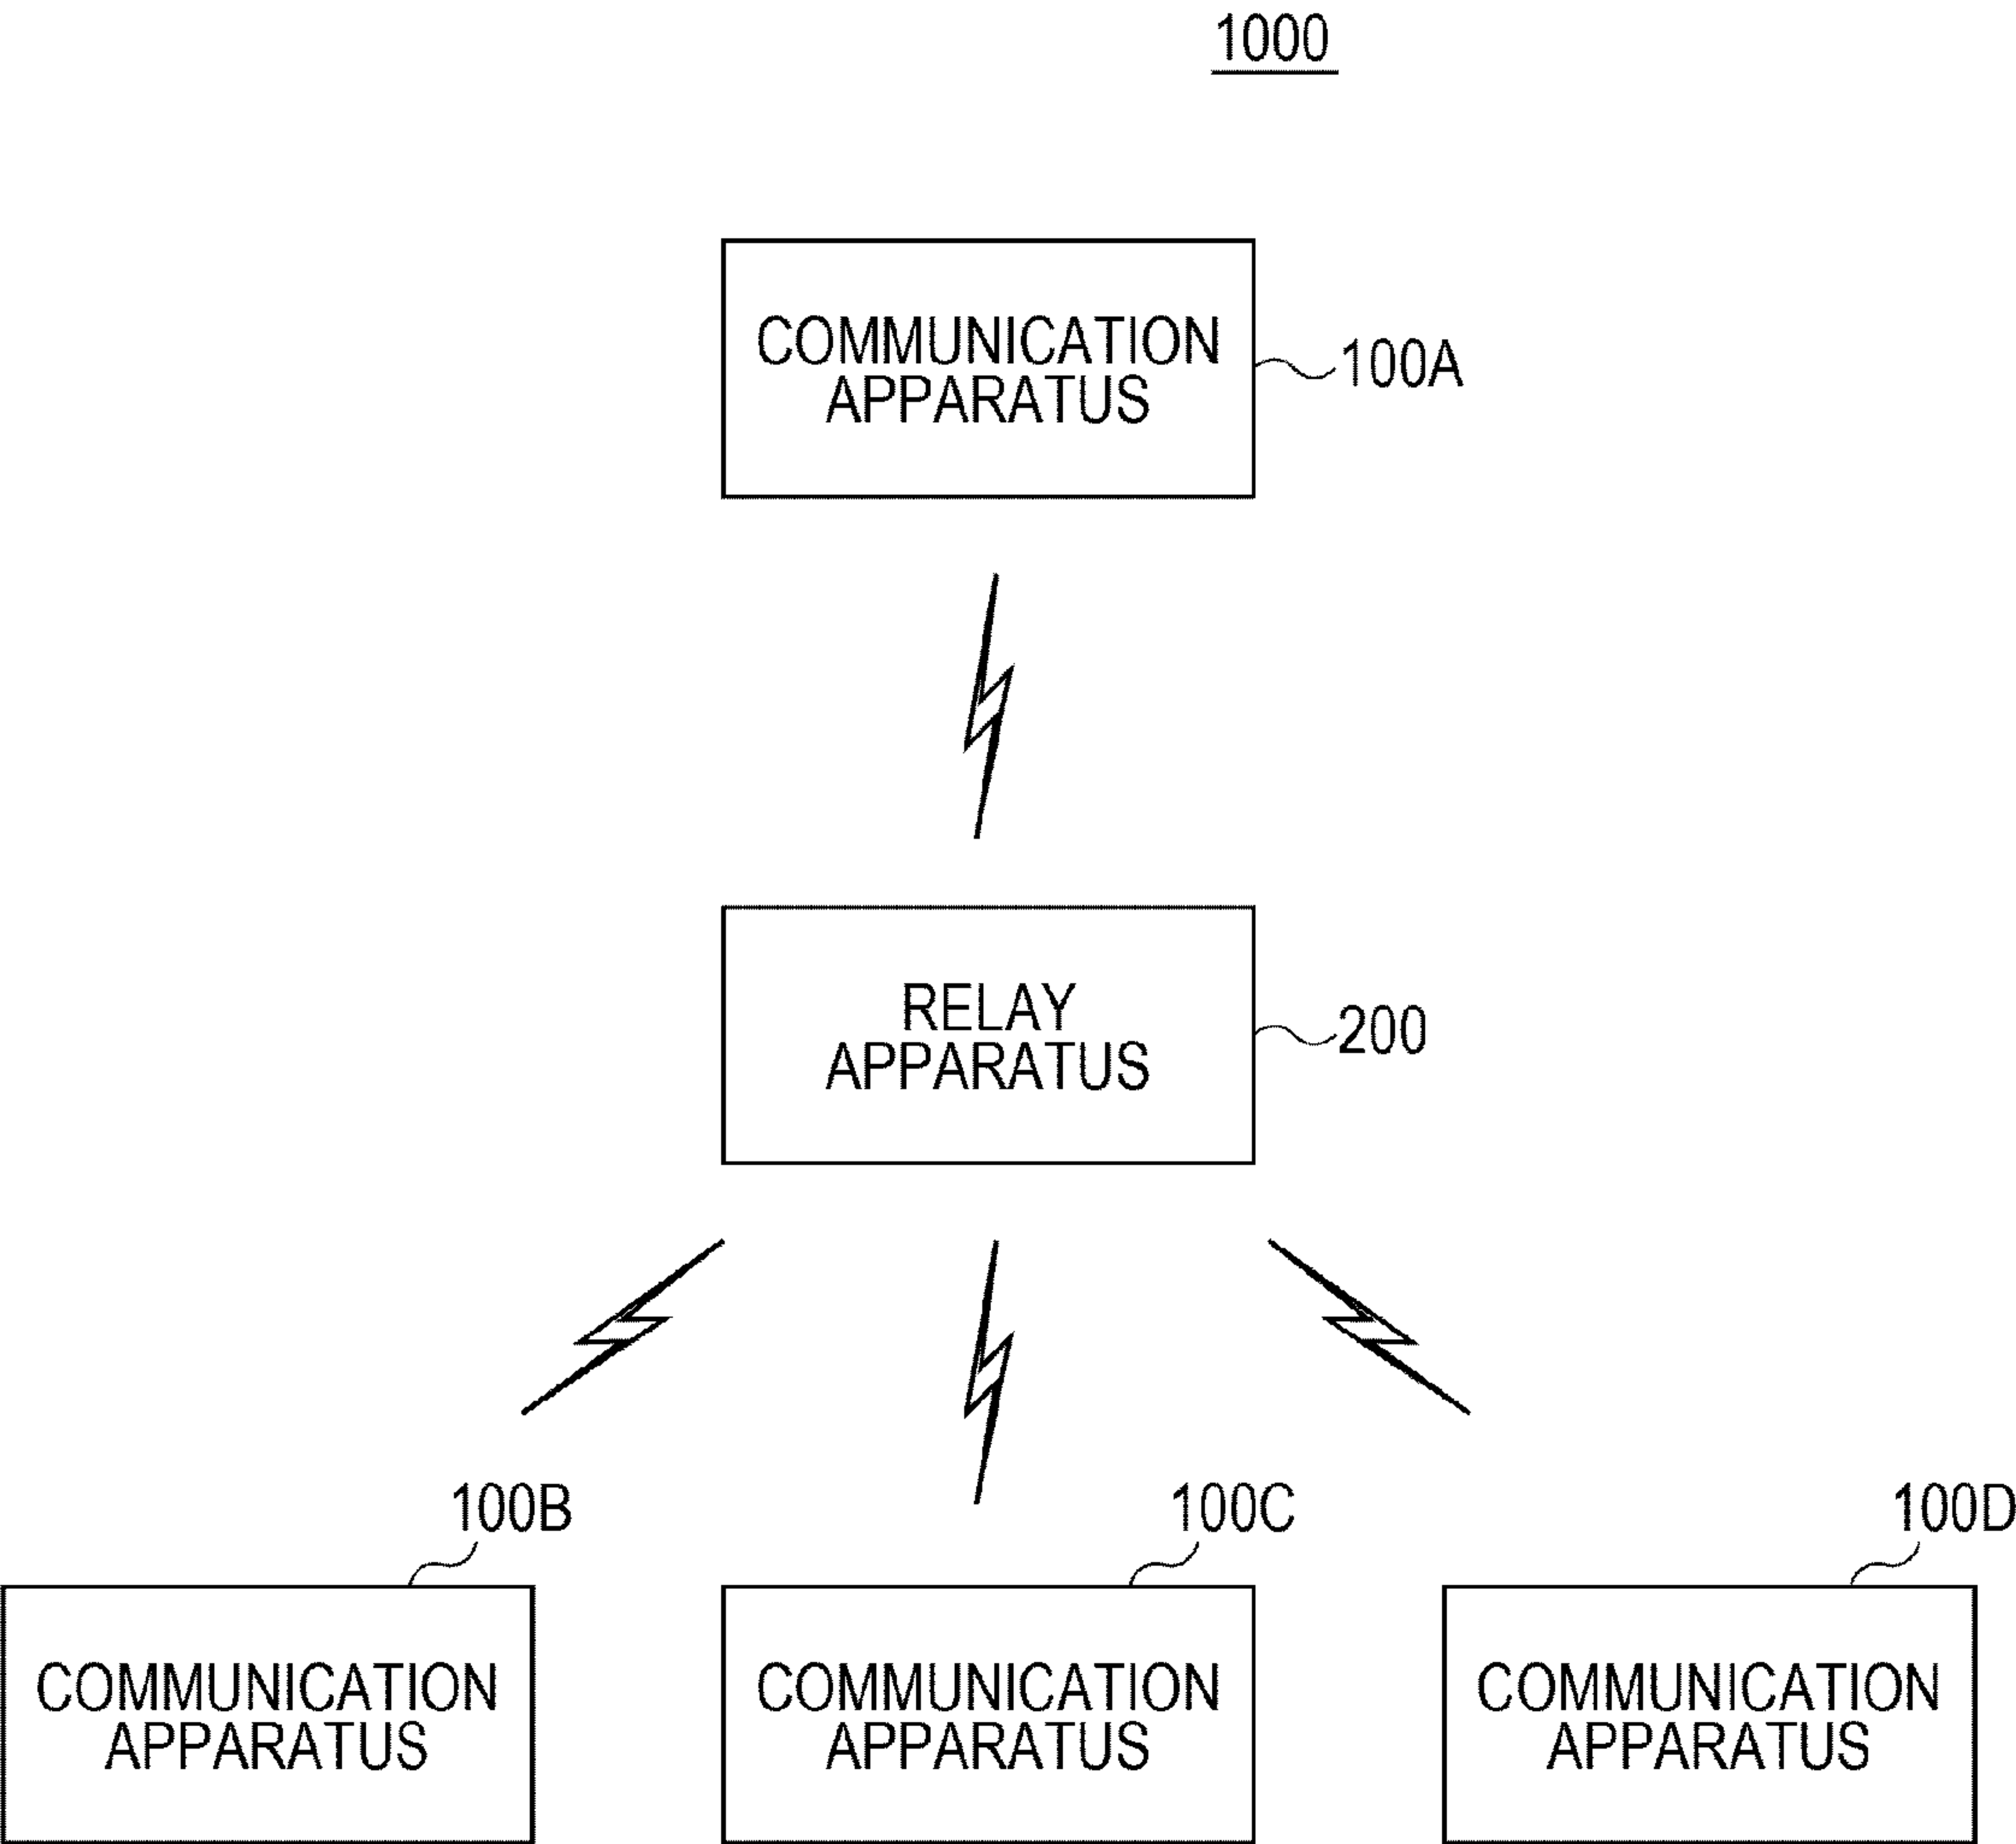 1000
COMMUNICATION
APPARATUS
100A
RELAY
APPARATUS
200
100B
100C
100D
COMMUNICATION
APPARATUS
COMMUNICATION
APPARATUS
COMMUNICATION
APPARATUS